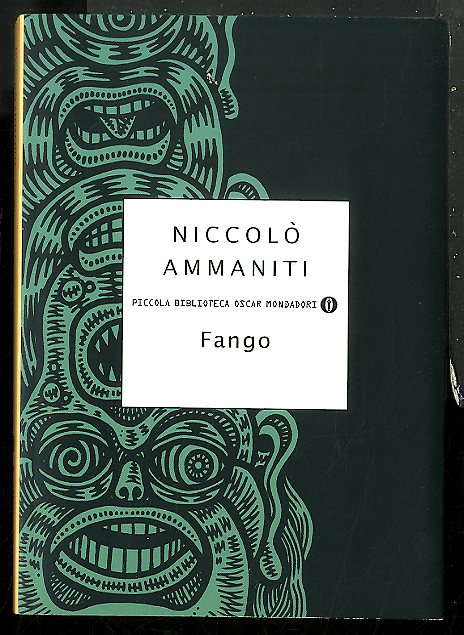 NICCOLÒ
AMMANITI
PICCOLA BIBLIOTECA OSCAR MONDADORI
Fango